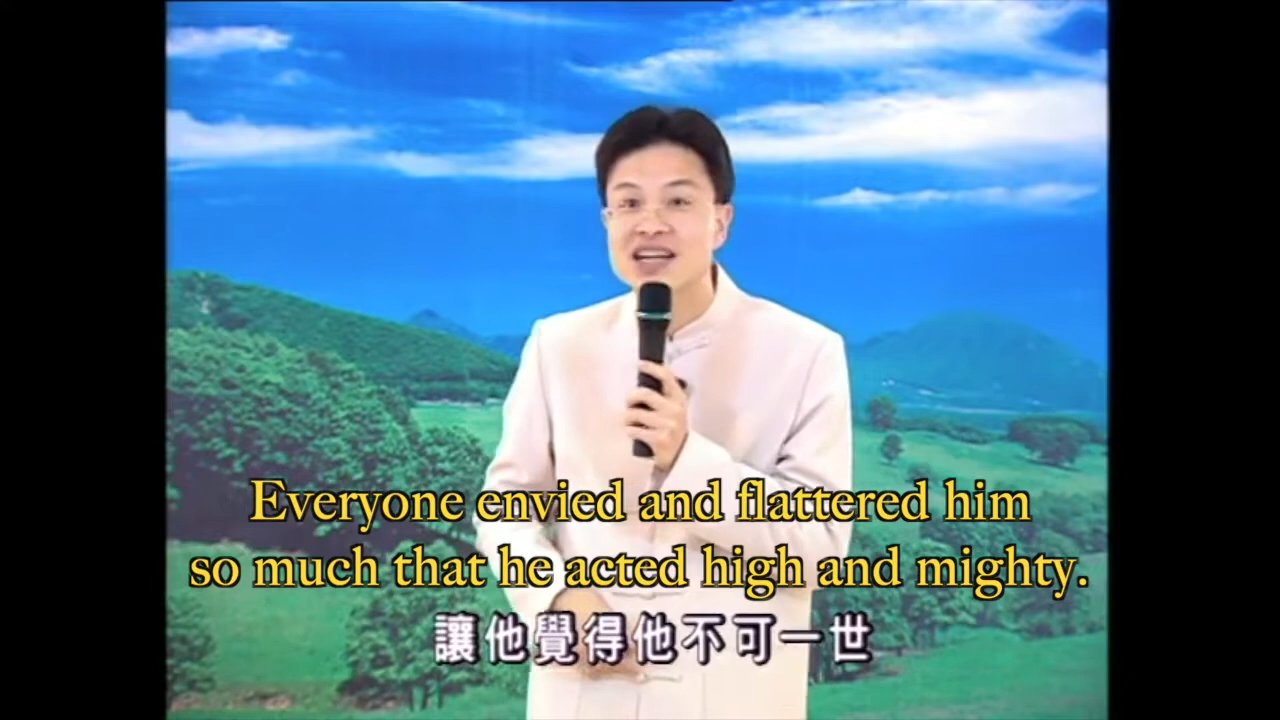 Everyone envied and flattered him
so much that he acted high and mighty.
讓他覺得他不可一世